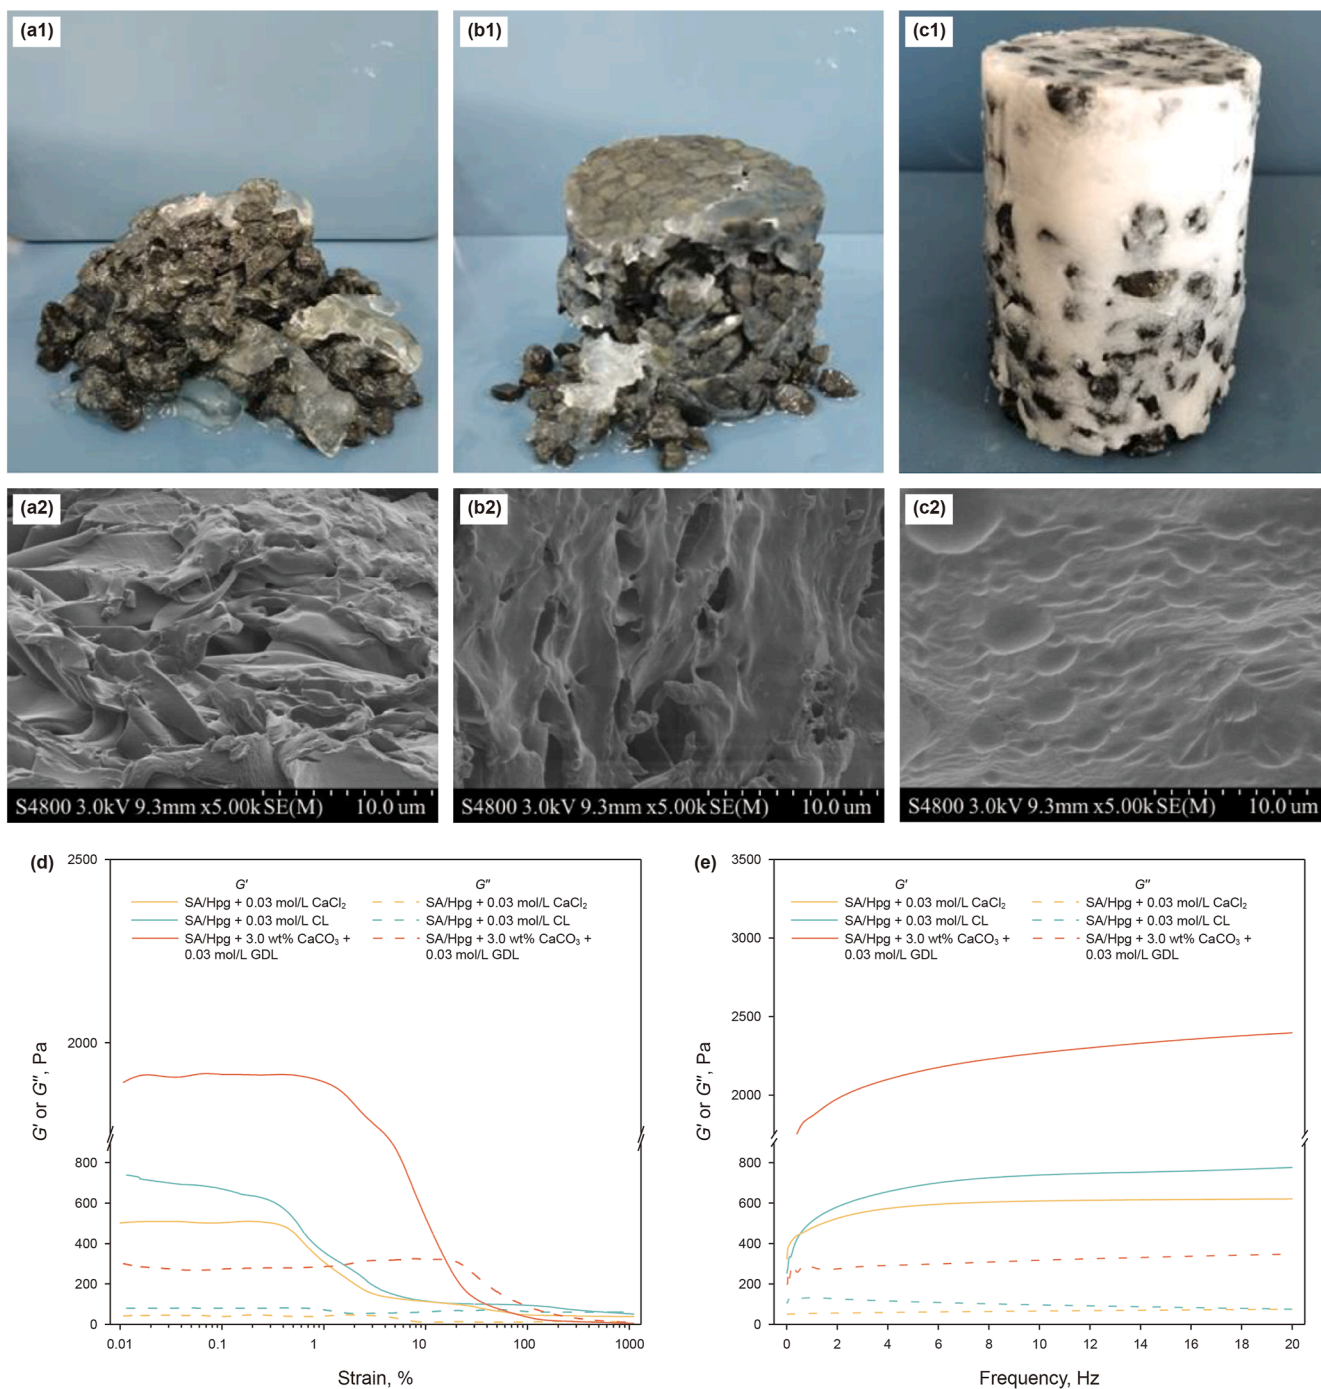 (a1)
(b1)
(c1)
(a2)
(b2)
(c2)
S4800 3.0kV 9.3mm x5.00k SE(M) 10.0 um
S4800 3.0kV 9.3mm x5.00k SE(M) 10.0 um
S4800 3.0kV 9.3mm x5.00k SE(M) 10.0 um
(d)
2500
2000
800
600
400
200
0
G' or G", Pa
G'
G"
SA/Hpg + 0.03 mol/L CaCl₂
SA/Hpg + 0.03 mol/L CL
SA/Hpg + 3.0 wt% CaCO₃ +
0.03 mol/L GDL
SA/Hpg + 0.03 mol/L CaCl₂
SA/Hpg + 0.03 mol/L CL
SA/Hpg + 3.0 wt% CaCO₃ +
0.03 mol/L GDL
0.01 0.1 1 10 100 1000
Strain, %
(e)
3500
3000
2500
2000
800
600
400
200
0
G' or G", Pa
G'
G"
SA/Hpg + 0.03 mol/L CaCl₂
SA/Hpg + 0.03 mol/L CL
SA/Hpg + 3.0 wt% CaCO₃ +
0.03 mol/L GDL
SA/Hpg + 0.03 mol/L CaCl₂
SA/Hpg + 0.03 mol/L CL
SA/Hpg + 3.0 wt% CaCO₃ +
0.03 mol/L GDL
0 2 4 6 8 10 12 14 16 18 20
Frequency, Hz